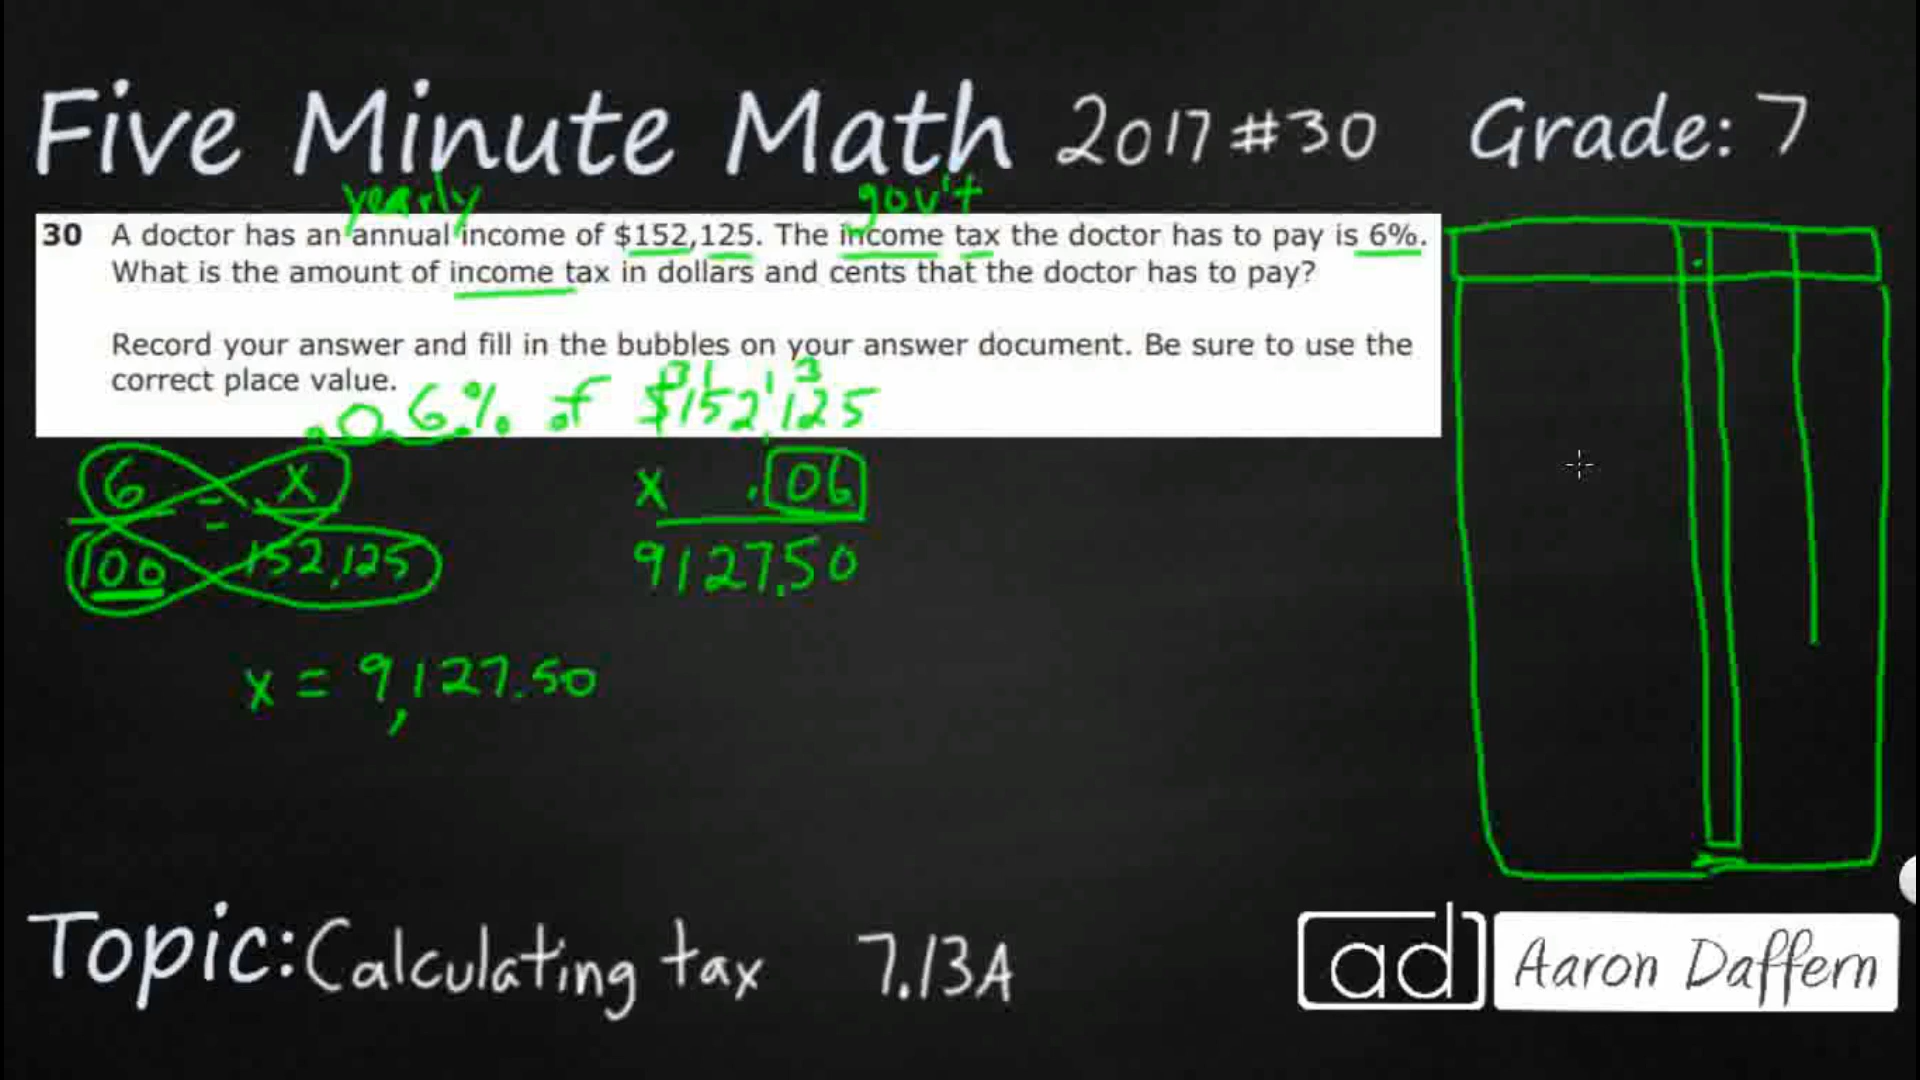 Five Minute Math 2017 #30 Grade: 7
yearly gov't
30 A doctor has an annual income of $152,125. The income tax the doctor has to pay is 6%.
What is the amount of income tax in dollars and cents that the doctor has to pay?
Record your answer and fill in the bubbles on your answer document. Be sure to use the
correct place value.
3 1 1 3
.06.% of $152,125
6 = x x .06
100 152,125 9127.50
x = 9,127.50
.
Topic: Calculating tax 7.13A
ad Aaron Daffern